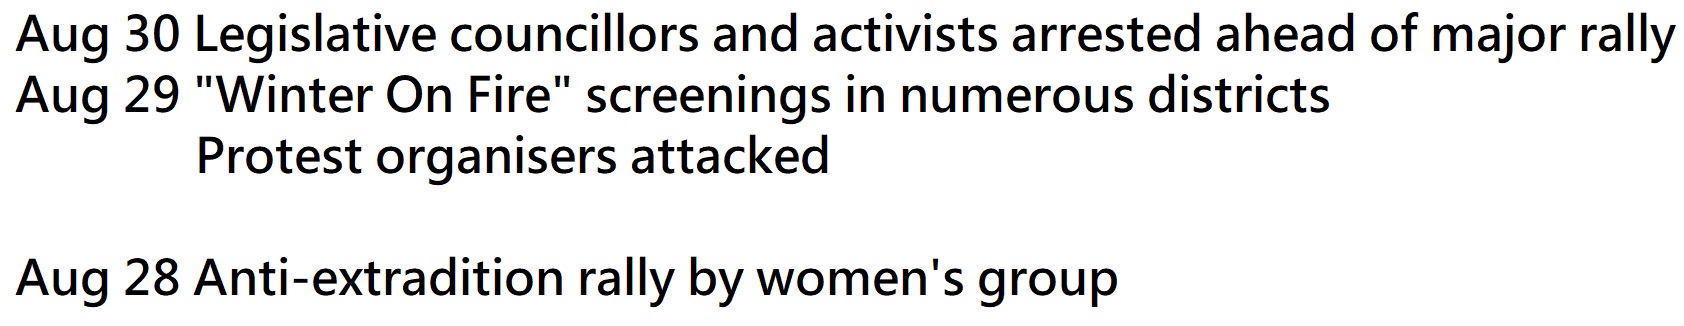 Aug 30 Legislative councillors and activists arrested ahead of major rally
Aug 29 "Winter On Fire" screenings in numerous districts
Protest organisers attacked
Aug 28 Anti-extradition rally by women's group